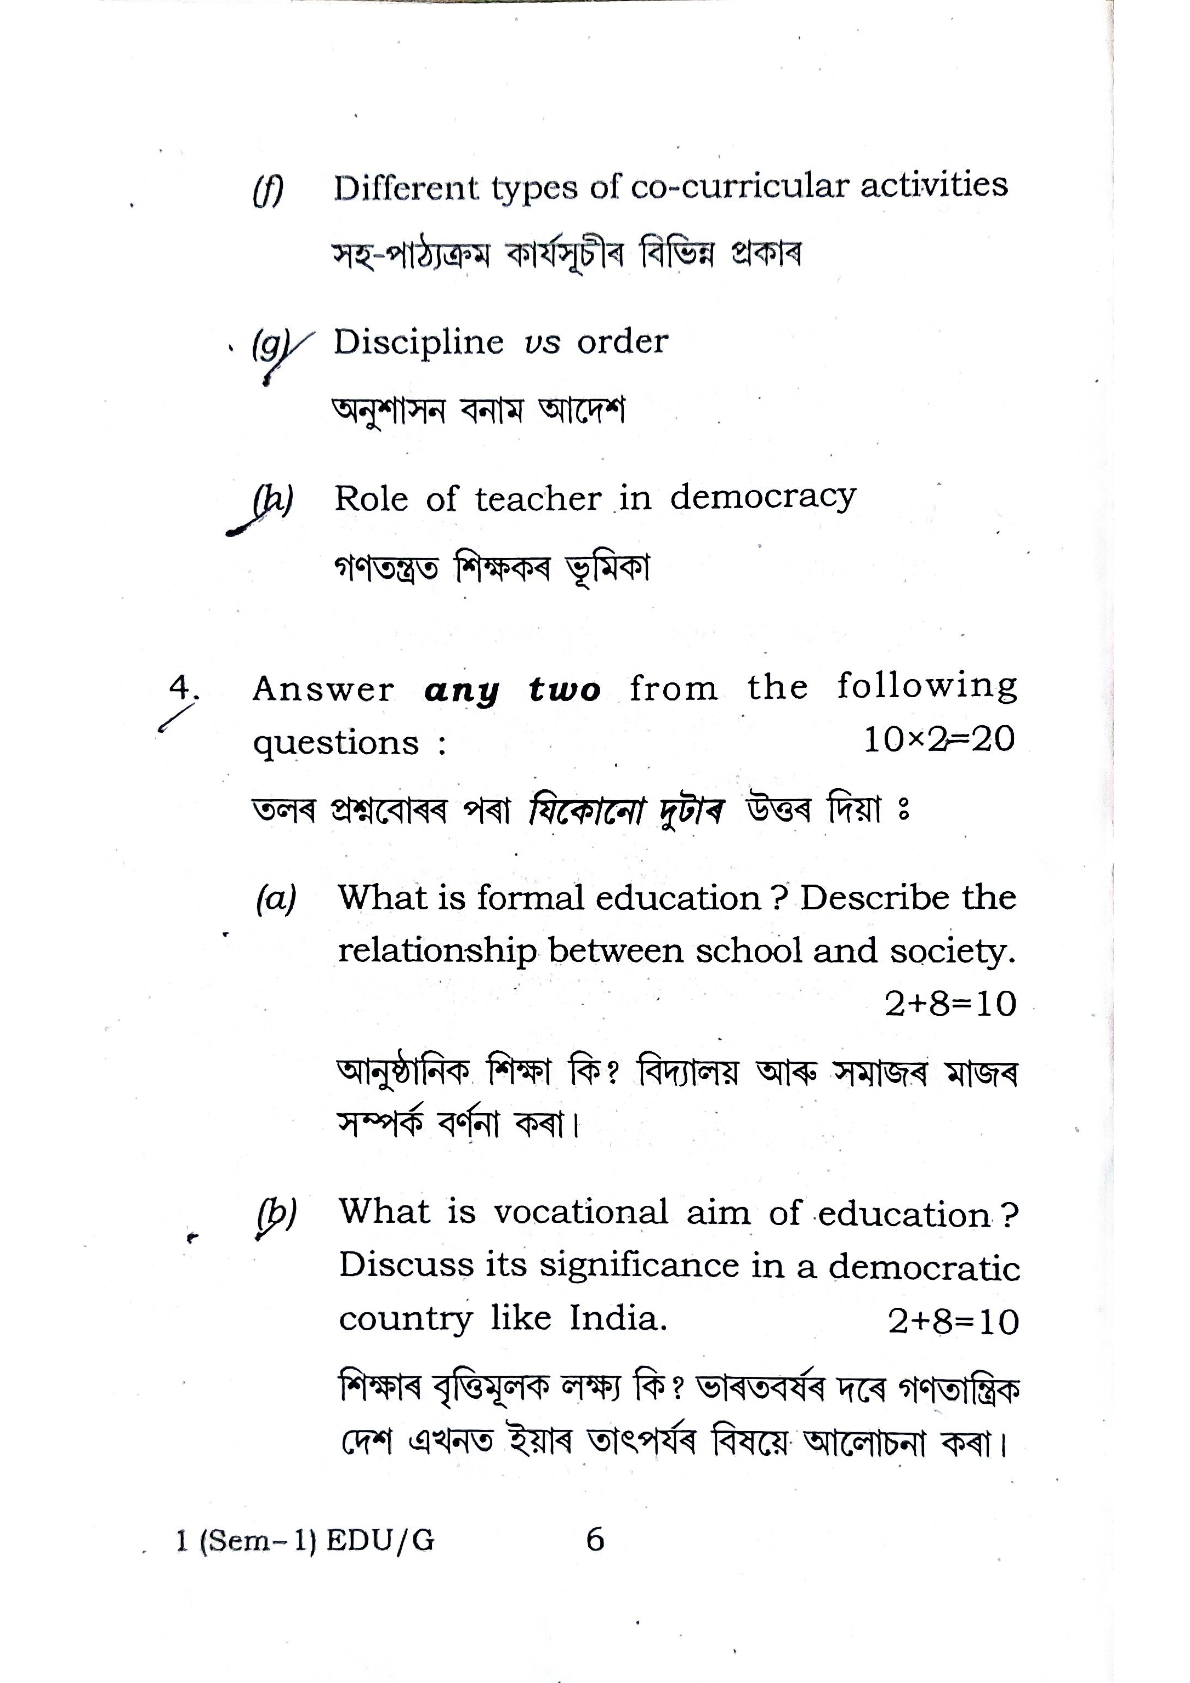 (f) Different types of co-curricular activities
সহ-পাঠ্যক্ৰম কাৰ্যসূচীৰ বিভিন্ন প্ৰকাৰ
(g) Discipline vs order
অনুশাসন বনাম আদেশ
(h) Role of teacher in democracy
গণতন্ত্ৰত শিক্ষকৰ ভূমিকা
4. Answer any two from the following
questions : 10×2=20
তলৰ প্ৰশ্নবোৰৰ পৰা যিকোনো দুটাৰ উত্তৰ দিয়া ঃ
(a) What is formal education ? Describe the
relationship between school and society.
2+8=10
আনুষ্ঠানিক শিক্ষা কি? বিদ্যালয় আৰু সমাজৰ মাজৰ
সম্পৰ্ক বৰ্ণনা কৰা।
(b) What is vocational aim of education ?
Discuss its significance in a democratic
country like India. 2+8=10
শিক্ষাৰ বৃত্তিমূলক লক্ষ্য কি? ভাৰতবৰ্ষৰ দৰে গণতান্ত্ৰিক
দেশ এখনত ইয়াৰ তাৎপৰ্যৰ বিষয়ে আলোচনা কৰা।
1 (Sem–1) EDU/G 6